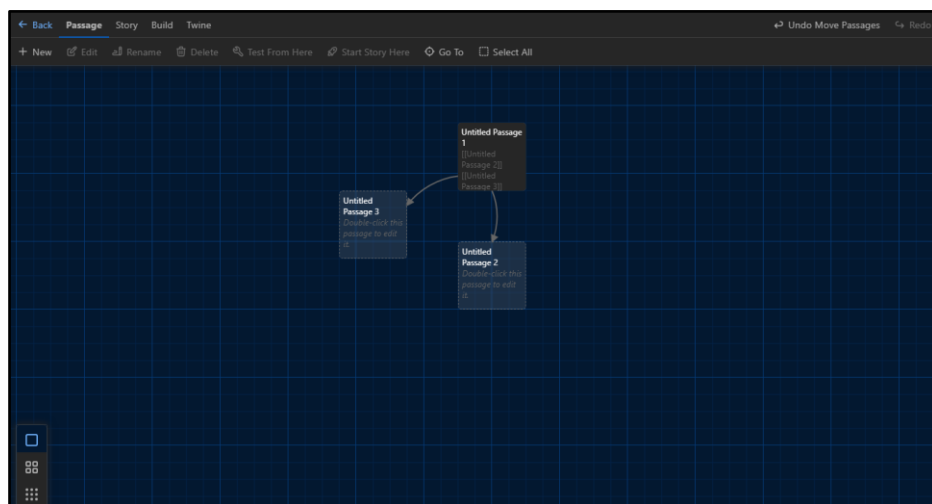 Back Passage Story Build Twine Undo Move Passages Redo
New Edit Rename Delete Test From Here Start Story Here Go To Select All
Untitled Passage
1
[[Untitled
Passage 2]]
[[Untitled
Passage 3]]
Untitled
Passage 3
Double-click this
passage to edit
it.
Untitled
Passage 2
Double-click this
passage to edit
it.